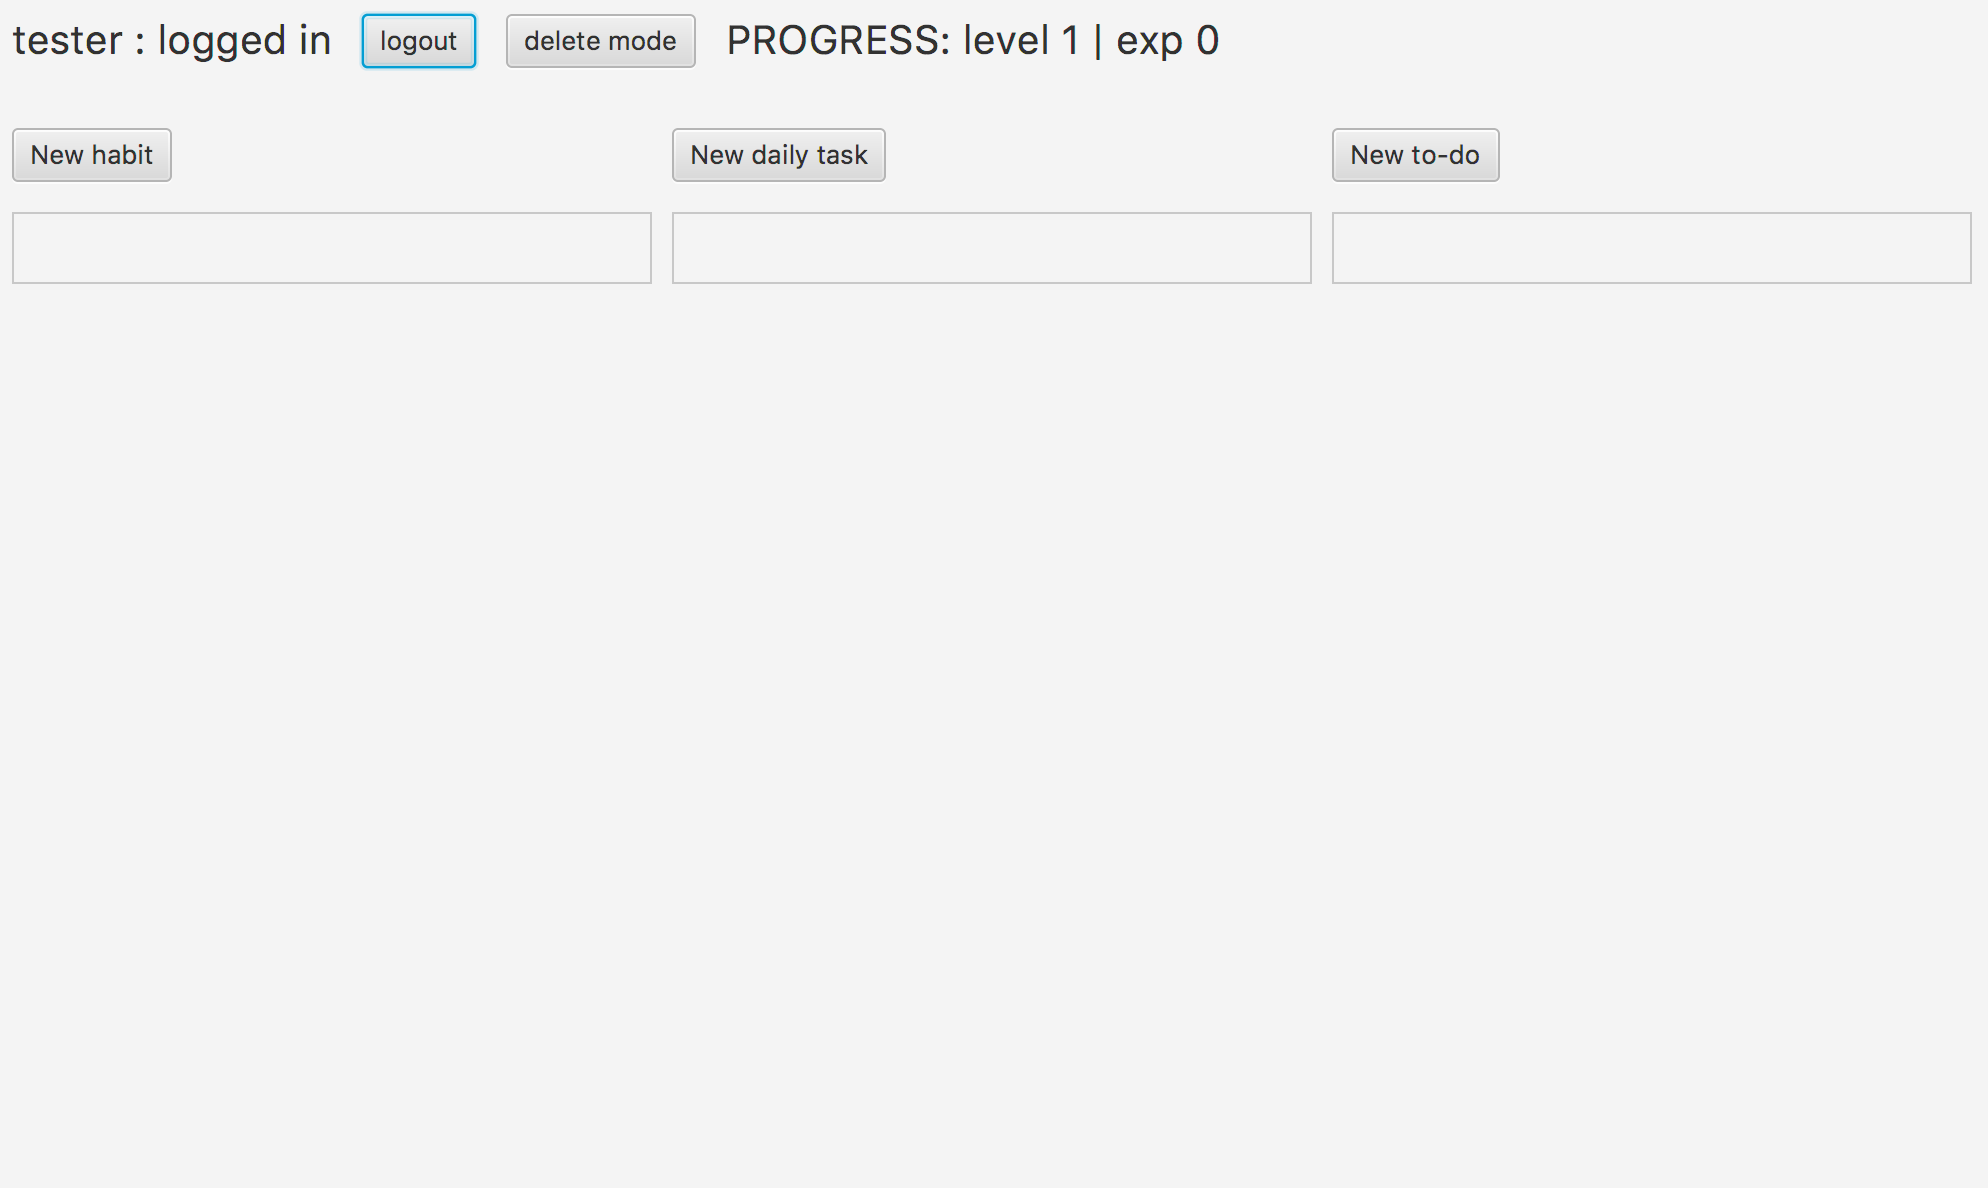 tester : logged in logout delete mode PROGRESS: level 1 | exp 0
New habit New daily task New to-do